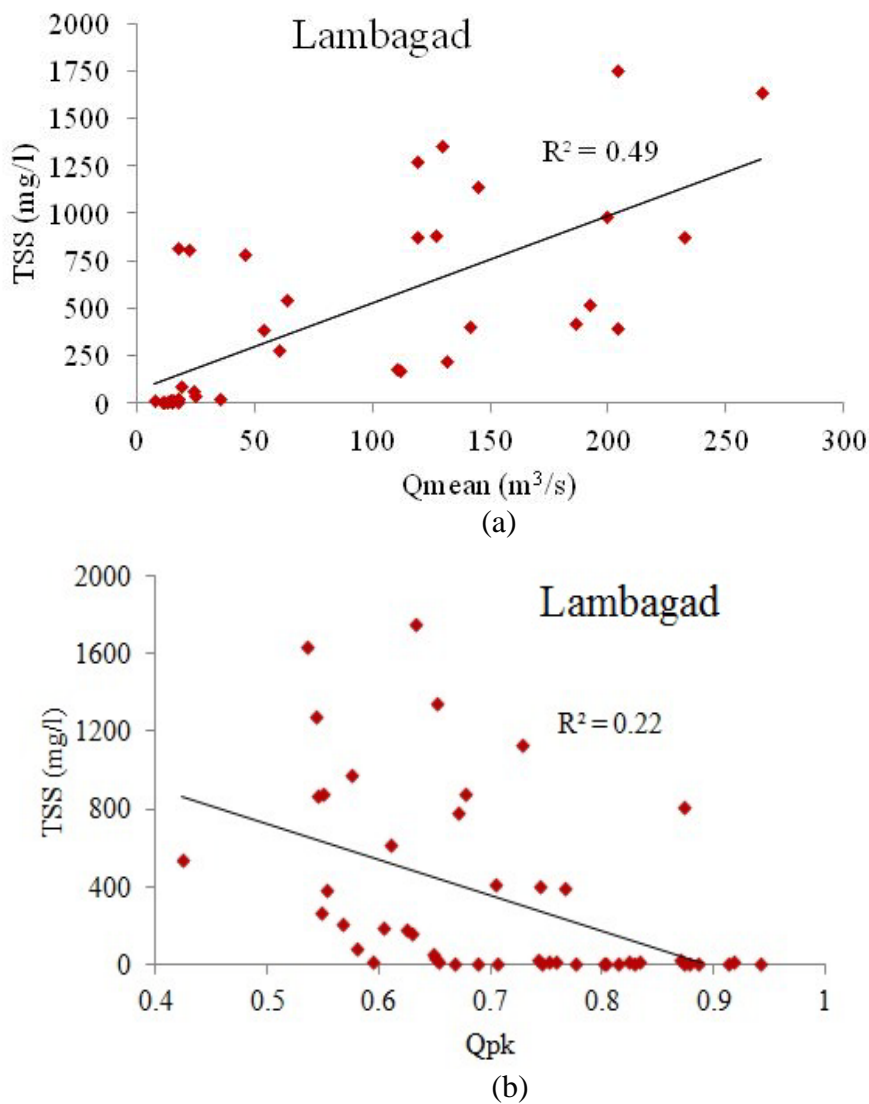 Lambagad
2000
1750
1500
1250
1000
750
500
250
0
TSS (mg/l)
R² = 0.49
0 50 100 150 200 250 300
Qmean (m³/s)
(a)
Lambagad
2000
1600
1200
800
400
0
TSS (mg/l)
R² = 0.22
0.4 0.5 0.6 0.7 0.8 0.9 1
Qpk
(b)